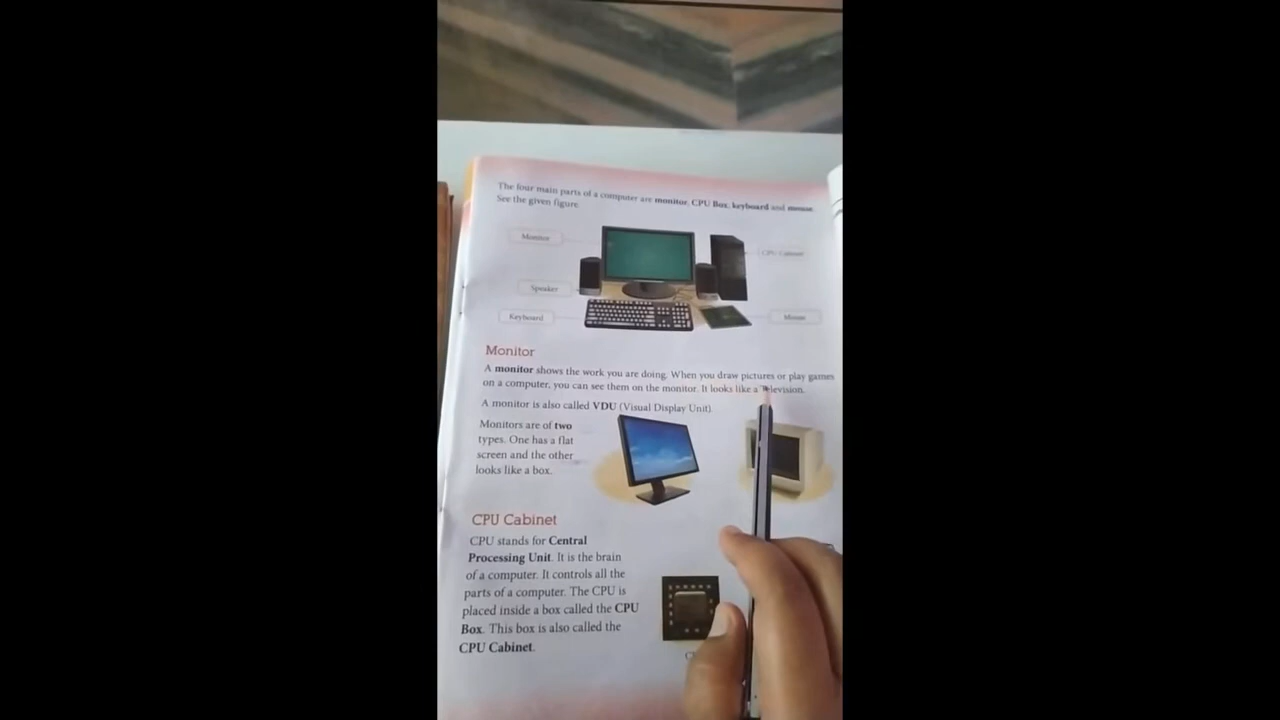 The four main parts of a computer are monitor, CPU Box, keyboard and mouse.
See the given figure.
Monitor
CPU Cabinet
Speaker
Keyboard
Mouse
Monitor
A monitor shows the work you are doing. When you draw pictures or play games
on a computer, you can see them on the monitor. It looks like a Television.
A monitor is also called VDU (Visual Display Unit)
Monitors are of two
types. One has a flat
screen and the other
looks like a box.
CPU Cabinet
CPU stands for Central
Processing Unit. It is the brain
of a computer. It controls all the
parts of a computer. The CPU is
placed inside a box called the CPU
Box. This box is also called the
CPU Cabinet.